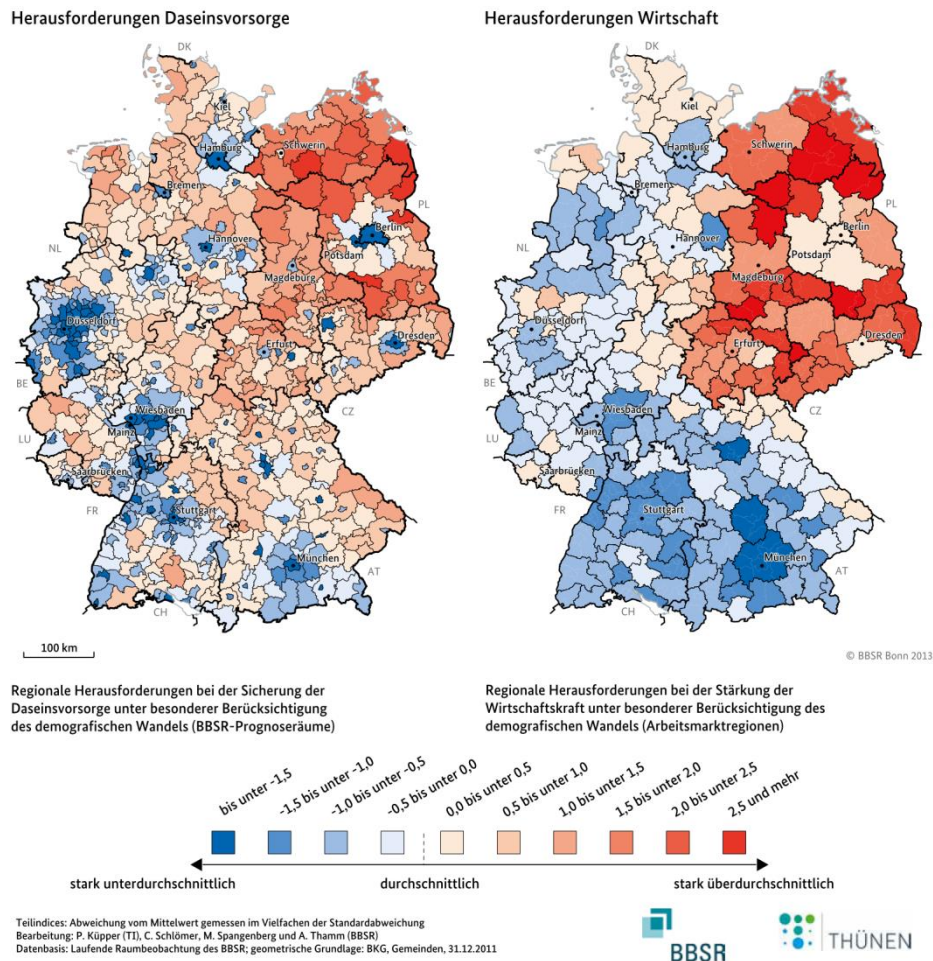 Herausforderungen Daseinsvorsorge
DK
Kiel
Hamburg
Schwerin
Bremen
PL
Berlin
NL
Hannover
Potsdam
Magdeburg
Düsseldorf
Erfurt
Dresden
BE
Wiesbaden
CZ
LU
Mainz
Saarbrücken
FR
Stuttgart
München
AT
CH
100 km
Herausforderungen Wirtschaft
DK
Kiel
Hamburg
Schwerin
Bremen
PL
Berlin
NL
Hannover
Potsdam
Magdeburg
Düsseldorf
Erfurt
Dresden
BE
Wiesbaden
CZ
LU
Mainz
Saarbrücken
FR
Stuttgart
München
AT
CH
© BBSR Bonn 2013
Regionale Herausforderungen bei der Sicherung der
Daseinsvorsorge unter besonderer Berücksichtigung
des demografischen Wandels (BBSR-Prognoseräume)
Regionale Herausforderungen bei der Stärkung der
Wirtschaftskraft unter besonderer Berücksichtigung des
demografischen Wandels (Arbeitsmarktregionen)
bis unter -1,5
-1,5 bis unter -1,0
-1,0 bis unter -0,5
-0,5 bis unter 0,0
0,0 bis unter 0,5
0,5 bis unter 1,0
1,0 bis unter 1,5
1,5 bis unter 2,0
2,0 bis unter 2,5
2,5 und mehr
stark unterdurchschnittlich
durchschnittlich
stark überdurchschnittlich
Teilindices: Abweichung vom Mittelwert gemessen im Vielfachen der Standardabweichung
Bearbeitung: P. Küpper (TI), C. Schlömer, M. Spangenberg und A. Thamm (BBSR)
Datenbasis: Laufende Raumbeobachtung des BBSR; geometrische Grundlage: BKG, Gemeinden, 31.12.2011
BBSR
THÜNEN